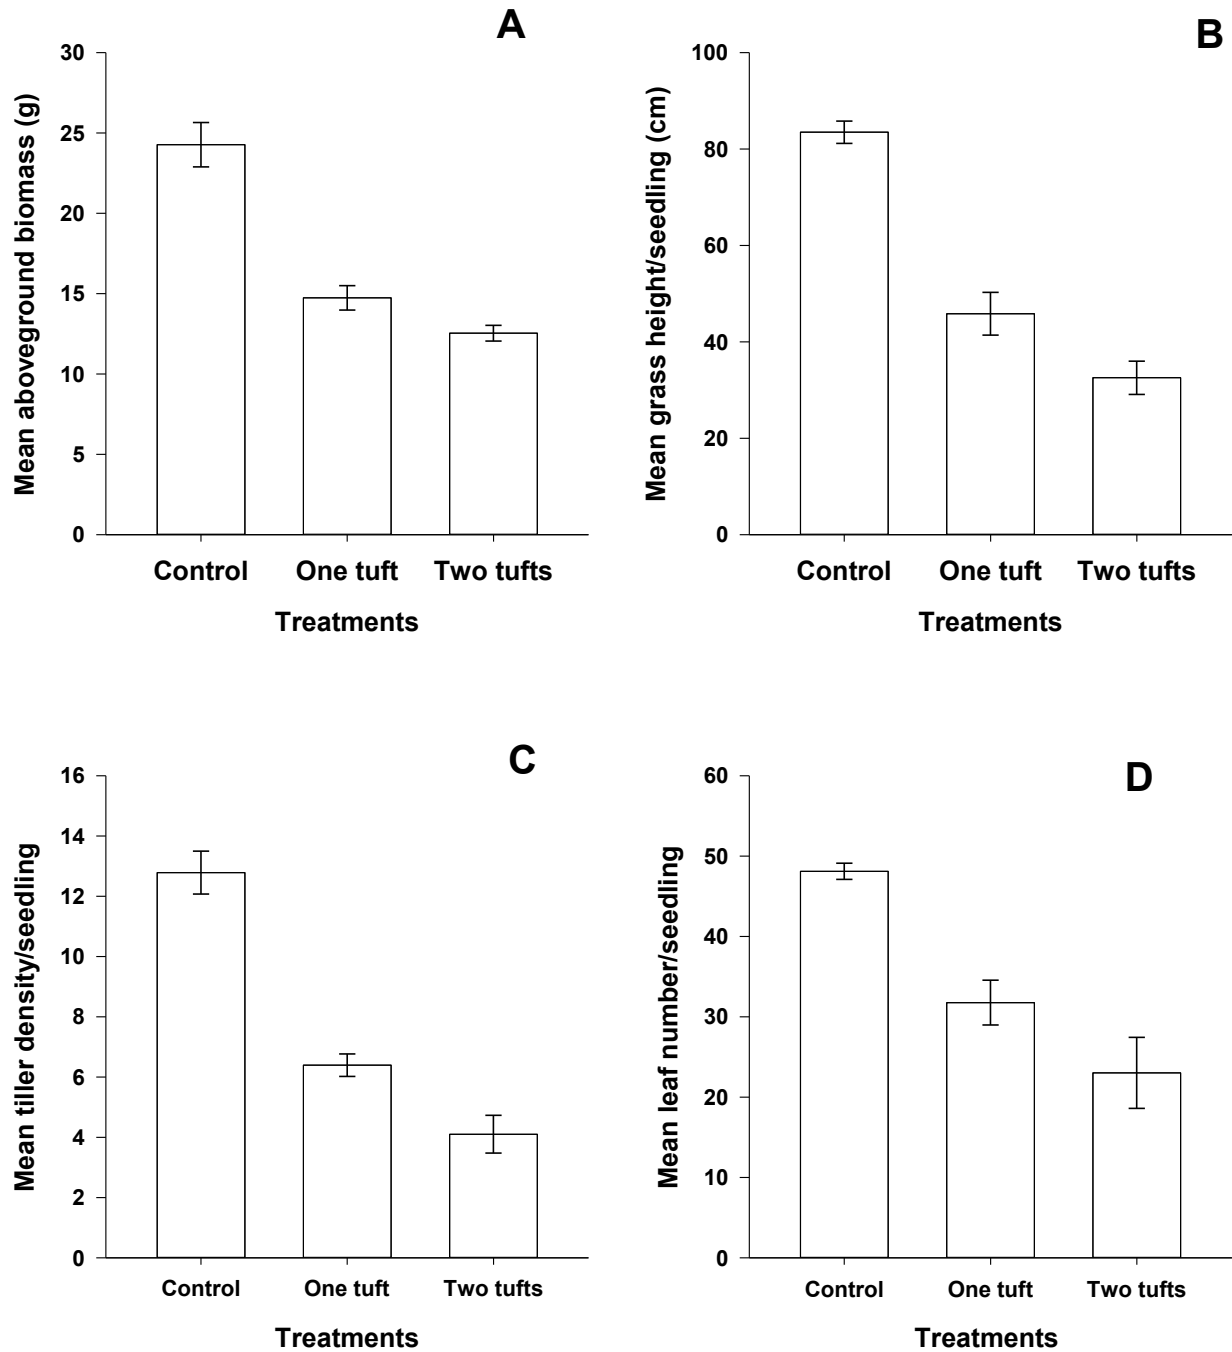 A
Mean aboveground biomass (g)
30
25
20
15
10
5
0
Control One tuft Two tufts
Treatments
B
Mean grass height/seedling (cm)
100
80
60
40
20
0
Control One tuft Two tufts
Treatments
C
Mean tiller density/seedling
16
14
12
10
8
6
4
2
0
Control One tuft Two tufts
Treatments
D
Mean leaf number/seedling
60
50
40
30
20
10
0
Control One tuft Two tufts
Treatments